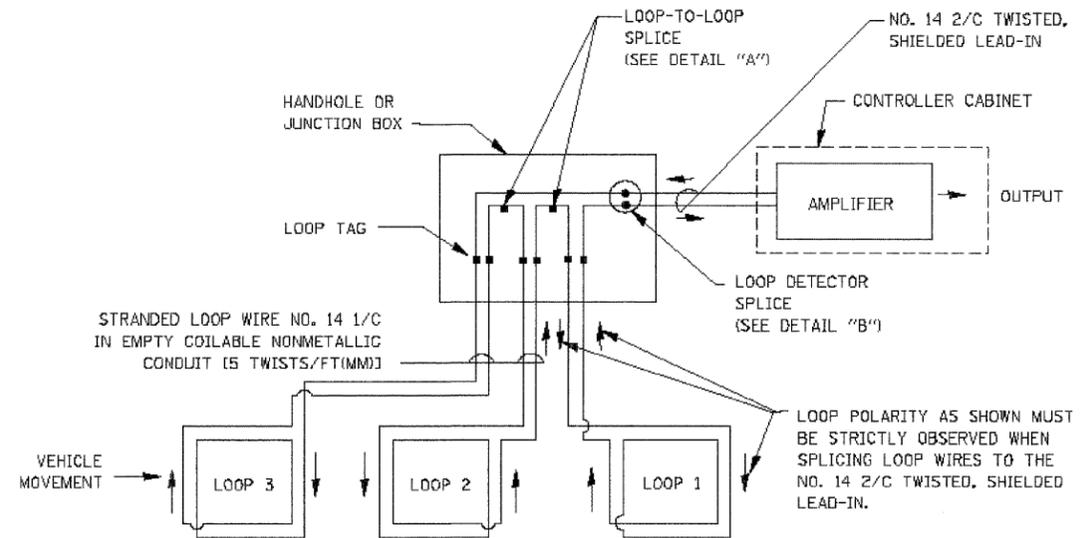 LOOP-TO-LOOP
SPLICE
(SEE DETAIL "A")
NO. 14 2/C TWISTED,
SHIELDED LEAD-IN
HANDHOLE OR
JUNCTION BOX
CONTROLLER CABINET
AMPLIFIER
OUTPUT
LOOP TAG
LOOP DETECTOR
SPLICE
(SEE DETAIL "B")
STRANDED LOOP WIRE NO. 14 1/C
IN EMPTY COILABLE NONMETALLIC
CONDUIT [5 TWISTS/FT(MM)]
LOOP POLARITY AS SHOWN MUST
BE STRICTLY OBSERVED WHEN
SPLICING LOOP WIRES TO THE
NO. 14 2/C TWISTED, SHIELDED
LEAD-IN.
VEHICLE
MOVEMENT
LOOP 3
LOOP 2
LOOP 1